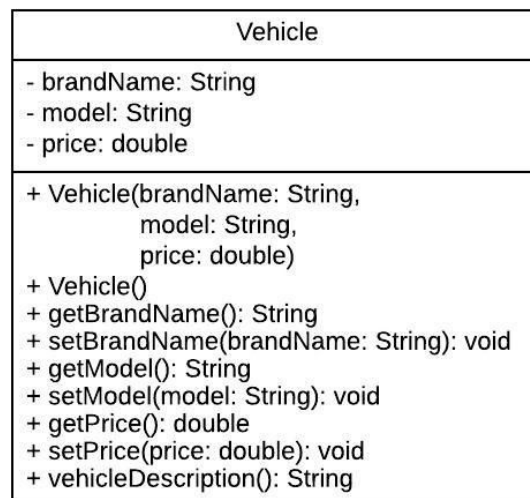 Vehicle
- brandName: String
- model: String
- price: double
+ Vehicle(brandName: String,
model: String,
price: double)
+ Vehicle()
+ getBrandName(): String
+ setBrandName(brandName: String): void
+ getModel(): String
+ setModel(model: String): void
+ getPrice(): double
+ setPrice(price: double): void
+ vehicleDescription(): String